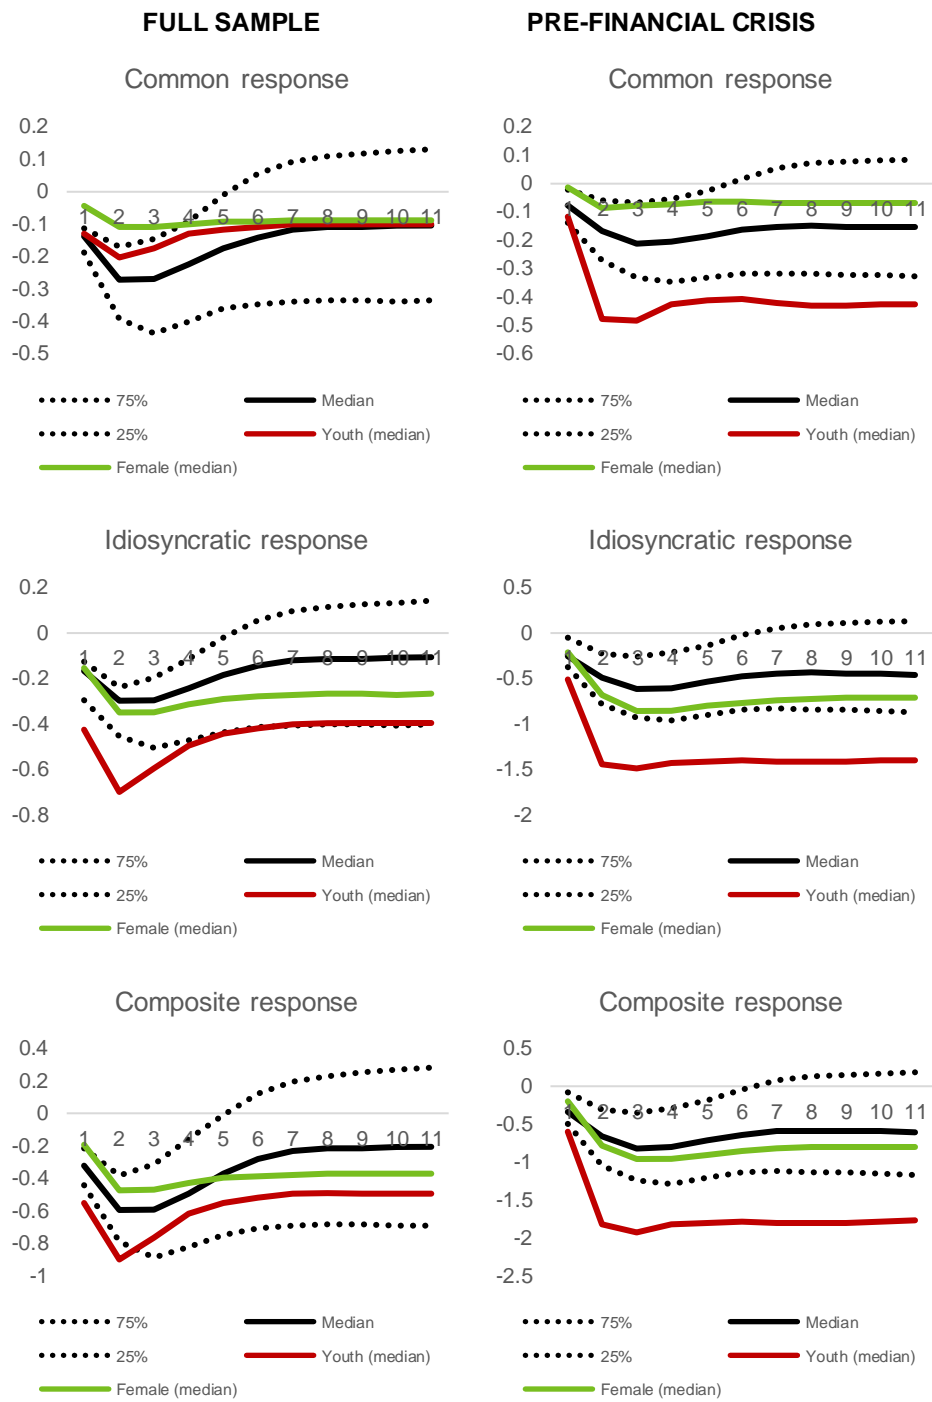 FULL SAMPLE
PRE-FINANCIAL CRISIS
Common response
0.2
0.1
0
-0.1
-0.2
-0.3
-0.4
-0.5
1 2 3 4 5 6 7 8 9 10 11
75% Median
25% Youth (median)
Female (median)
Common response
0.2
0.1
0
-0.1
-0.2
-0.3
-0.4
-0.5
-0.6
1 2 3 4 5 6 7 8 9 10 11
75% Median
25% Youth (median)
Female (median)
Idiosyncratic response
0.2
0
-0.2
-0.4
-0.6
-0.8
1 2 3 4 5 6 7 8 9 10 11
75% Median
25% Youth (median)
Female (median)
Idiosyncratic response
0.5
0
-0.5
-1
-1.5
-2
1 2 3 4 5 6 7 8 9 10 11
75% Median
25% Youth (median)
Female (median)
Composite response
0.4
0.2
0
-0.2
-0.4
-0.6
-0.8
-1
1 2 3 4 5 6 7 8 9 10 11
75% Median
25% Youth (median)
Female (median)
Composite response
0.5
0
-0.5
-1
-1.5
-2
-2.5
1 2 3 4 5 6 7 8 9 10 11
75% Median
25% Youth (median)
Female (median)